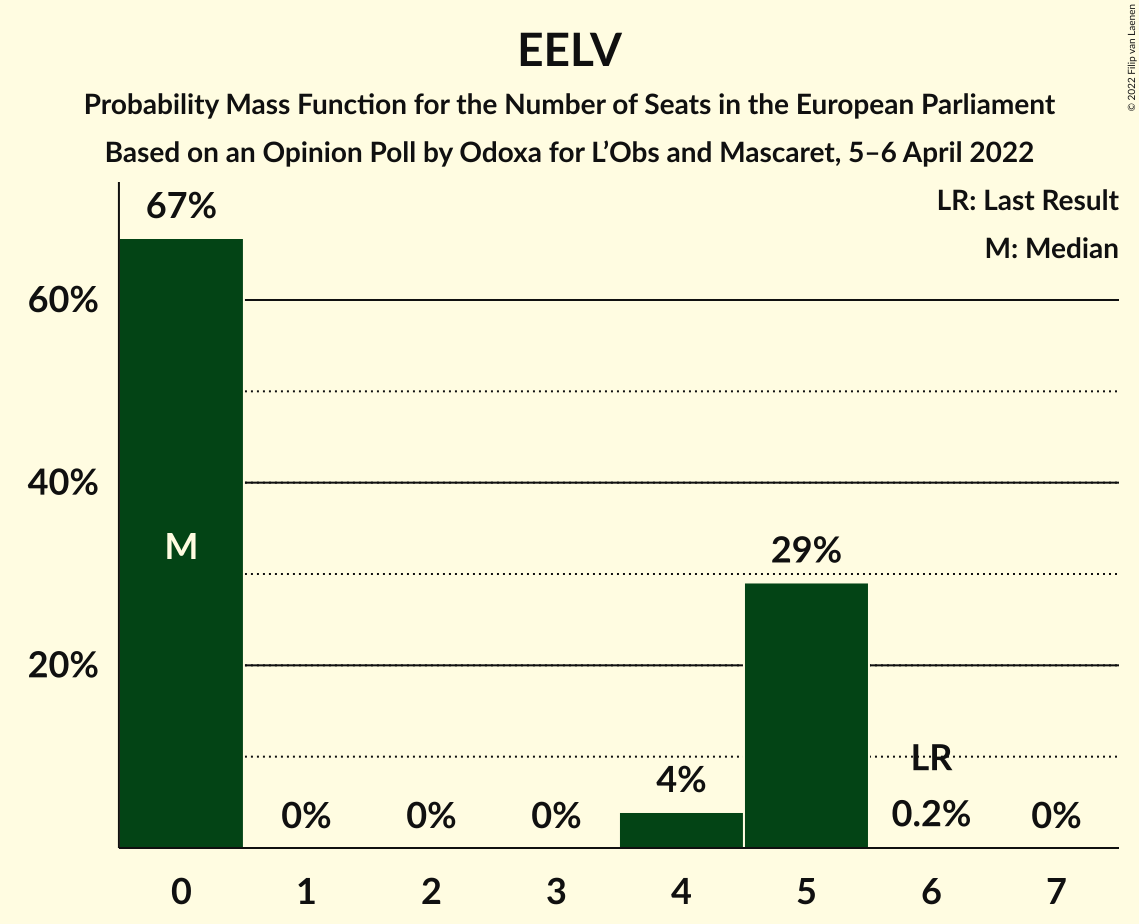 EELV
Probability Mass Function for the Number of Seats in the European Parliament
Based on an Opinion Poll by Odoxa for L’Obs and Mascaret, 5–6 April 2022
© 2022 Filip van Laenen
LR: Last Result
M: Median
67%
60%
40%
20%
M
0%
0%
0%
4%
29%
LR
0.2%
0%
0 1 2 3 4 5 6 7